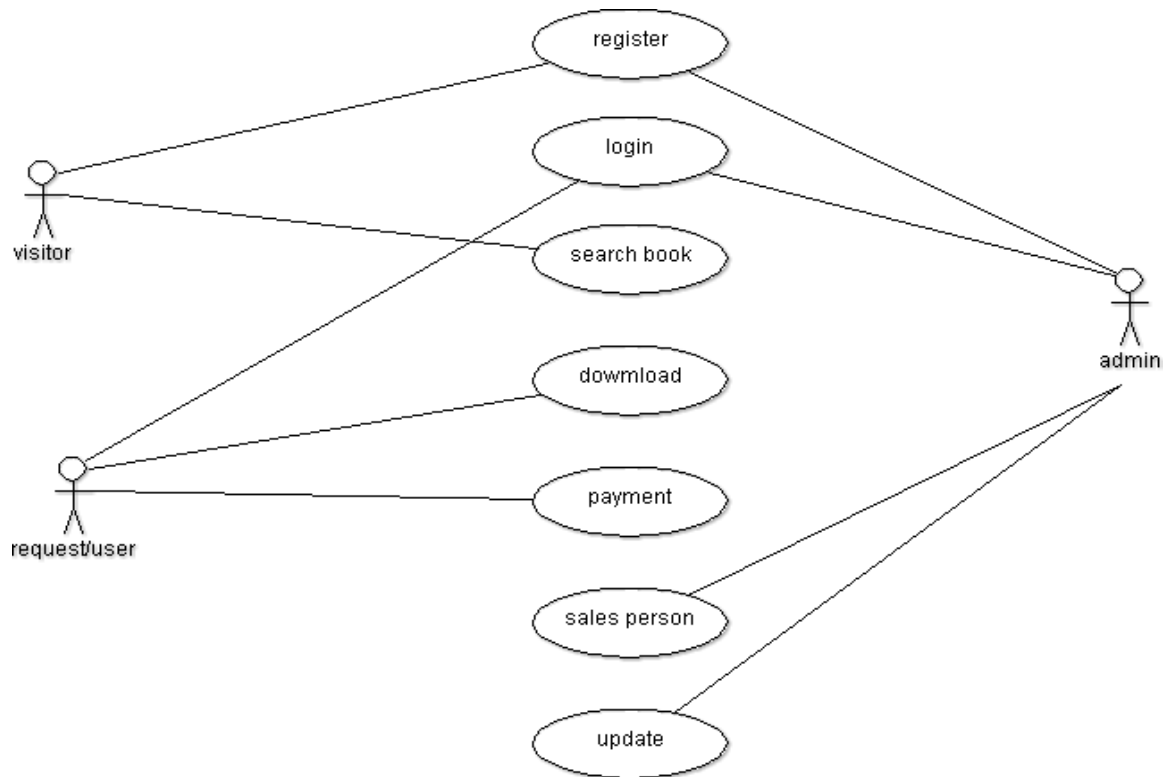 register
login
visitor
search book
admin
dowmload
payment
request/user
sales person
update